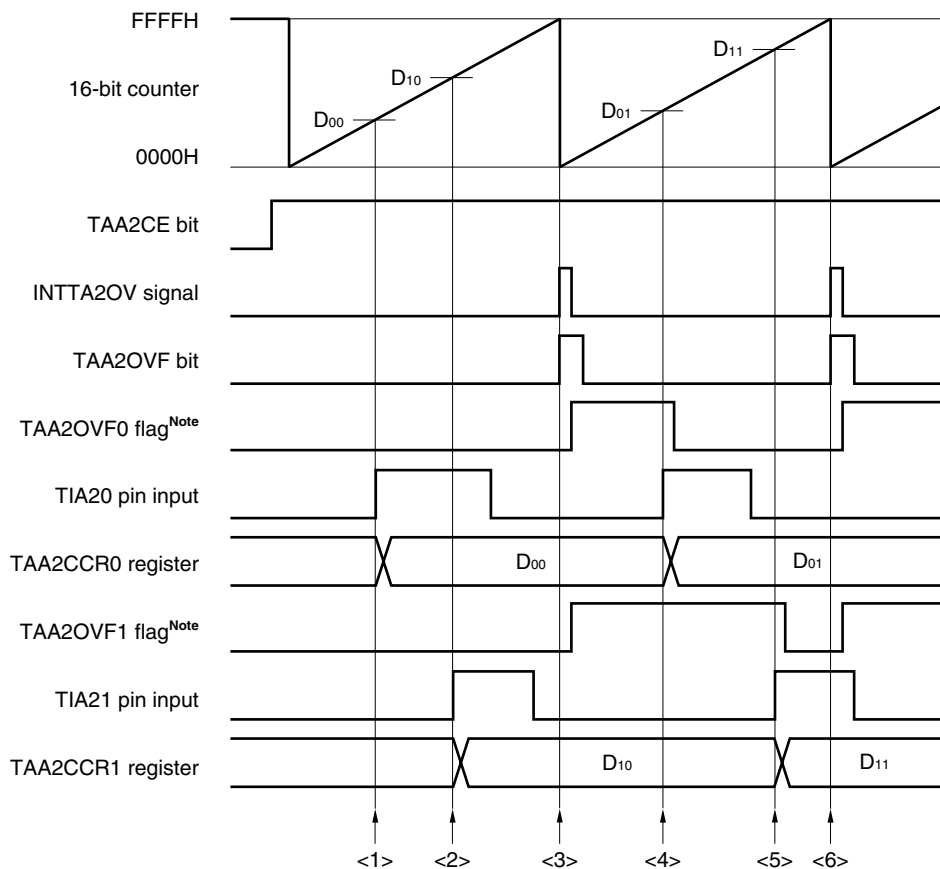 FFFFH
D11
D10
16-bit counter
D01
D00
0000H
TAA2CE bit
INTTA2OV signal
TAA2OVF bit
TAA2OVF0 flagNote
TIA20 pin input
TAA2CCR0 register
D00
D01
TAA2OVF1 flagNote
TIA21 pin input
TAA2CCR1 register
D10
D11
<1> <2> <3> <4> <5> <6>